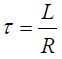 τ = L/R